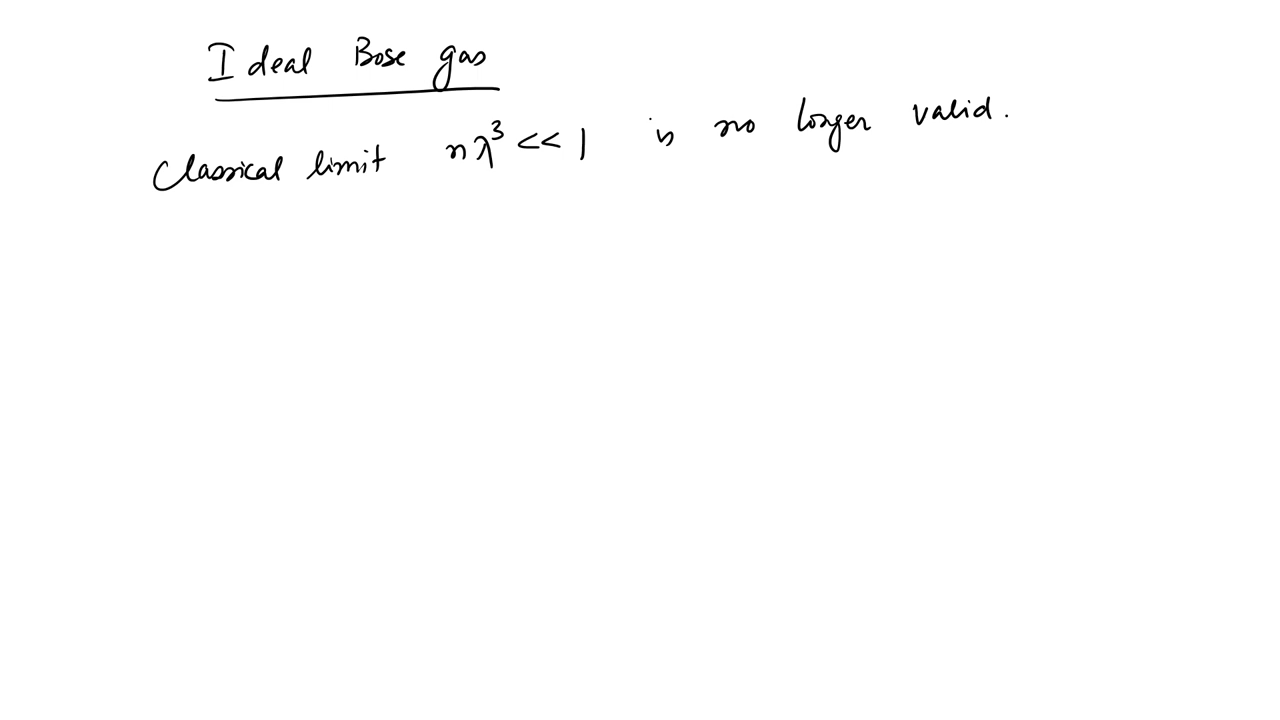 Ideal Bose gas
Classical limit nλ³ << 1 is no longer valid.